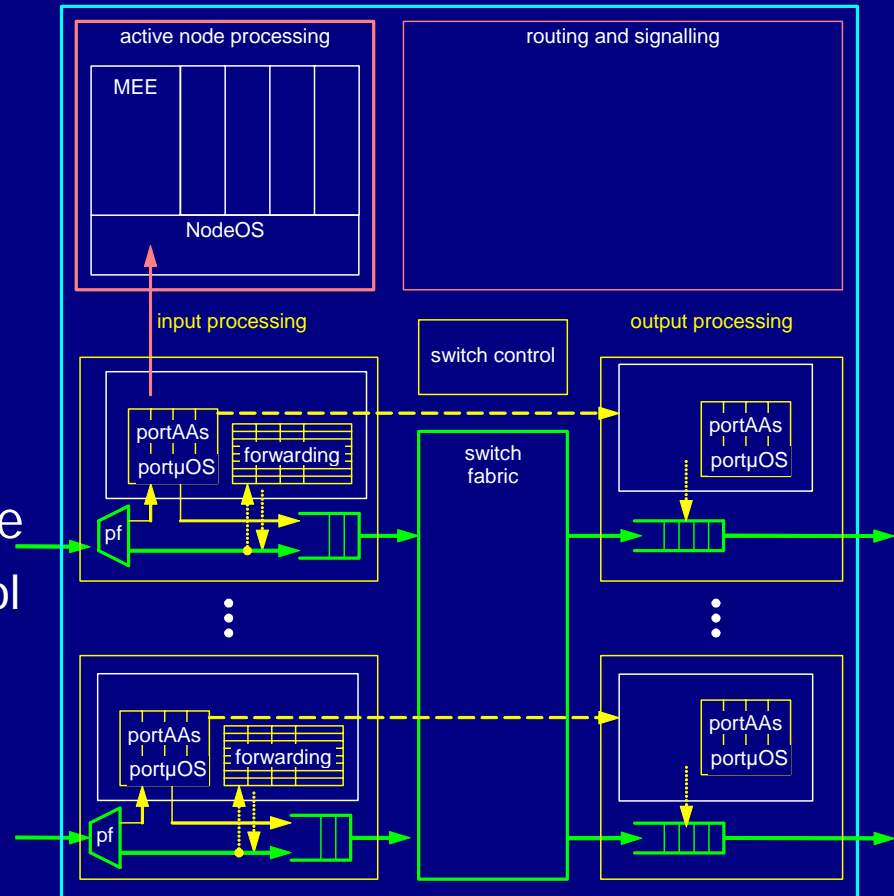 active node processing
routing and signalling
MEE
NodeOS
input processing
output processing
switch control
portAAs
portμOS
forwarding
switch
fabric
portAAs
portμOS
pf
portAAs
portμOS
forwarding
portAAs
portμOS
pf